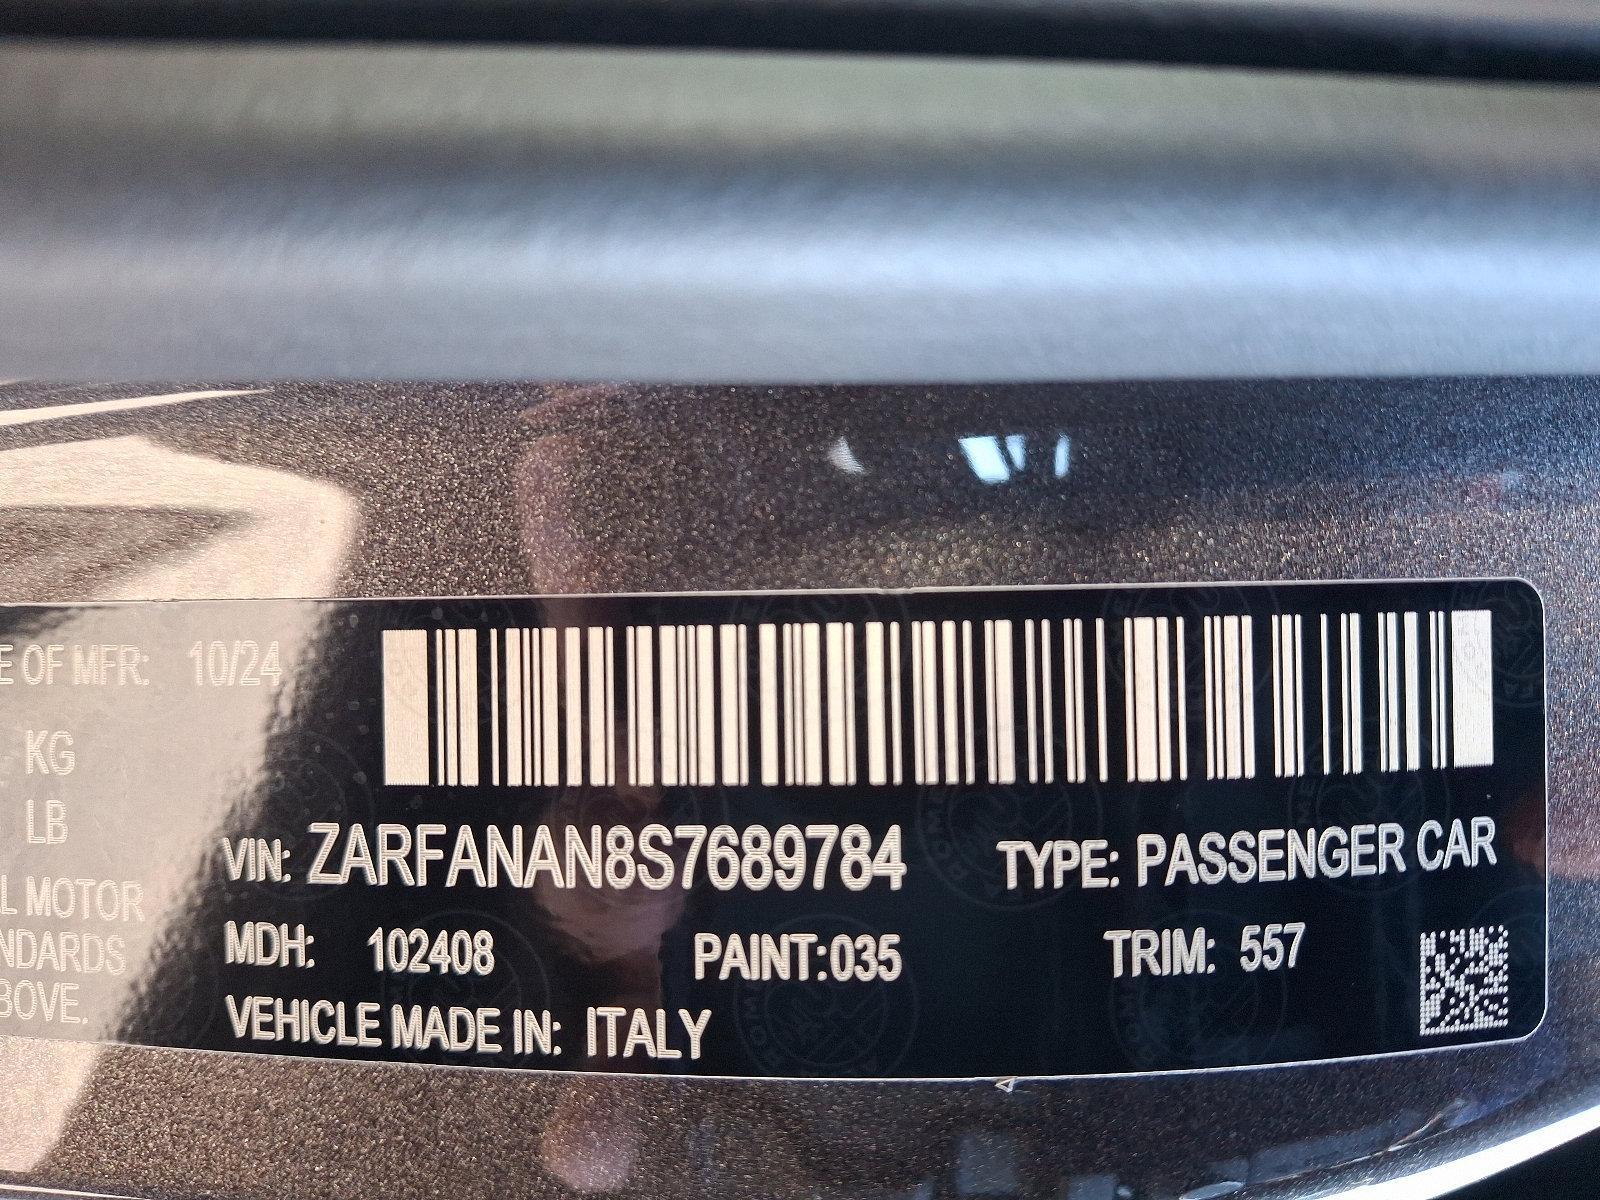 E OF MFR: 10/24
KG
LB
L MOTOR
NDARDS
BOVE.
VIN: ZARFANAN8S7689784 TYPE: PASSENGER CAR
MDH: 102408 PAINT:035 TRIM: 557
VEHICLE MADE IN: ITALY